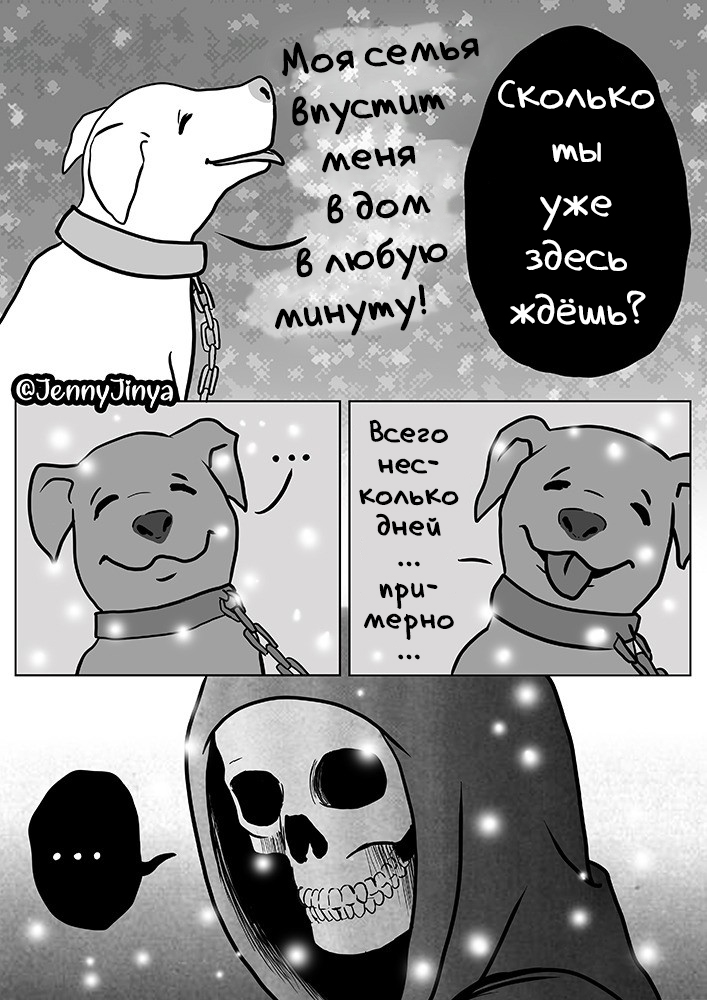 Моя семья
впустит
меня
в дом
в любую
минуту!
Сколько
ты
уже
здесь
ждёшь?
@JennyJinya
...
Всего
нес-
колько
дней
...
при-
мерно
...
...